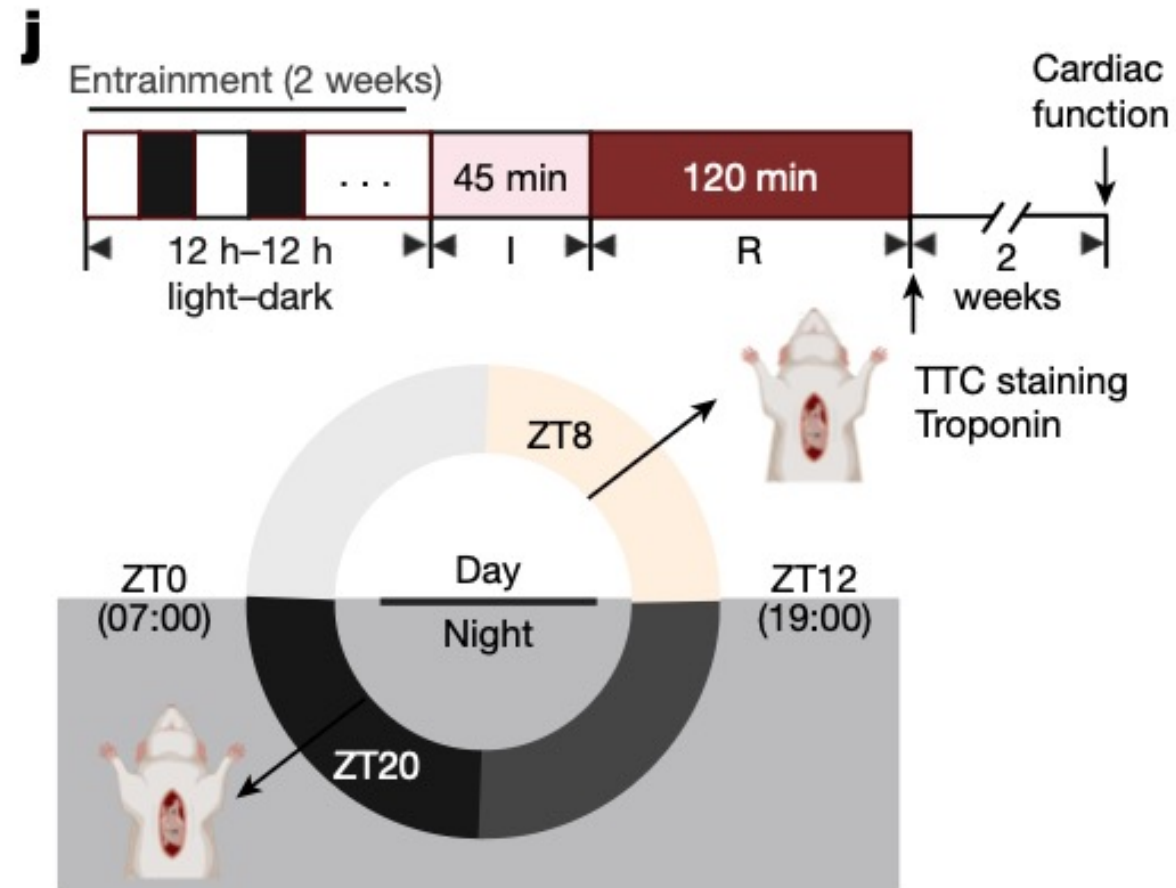 j
Entrainment (2 weeks)
Cardiac
function
. . .
45 min
120 min
12 h–12 h
light–dark
I
R
2
weeks
TTC staining
Troponin
ZT8
ZT0
(07:00)
Day
Night
ZT12
(19:00)
ZT20